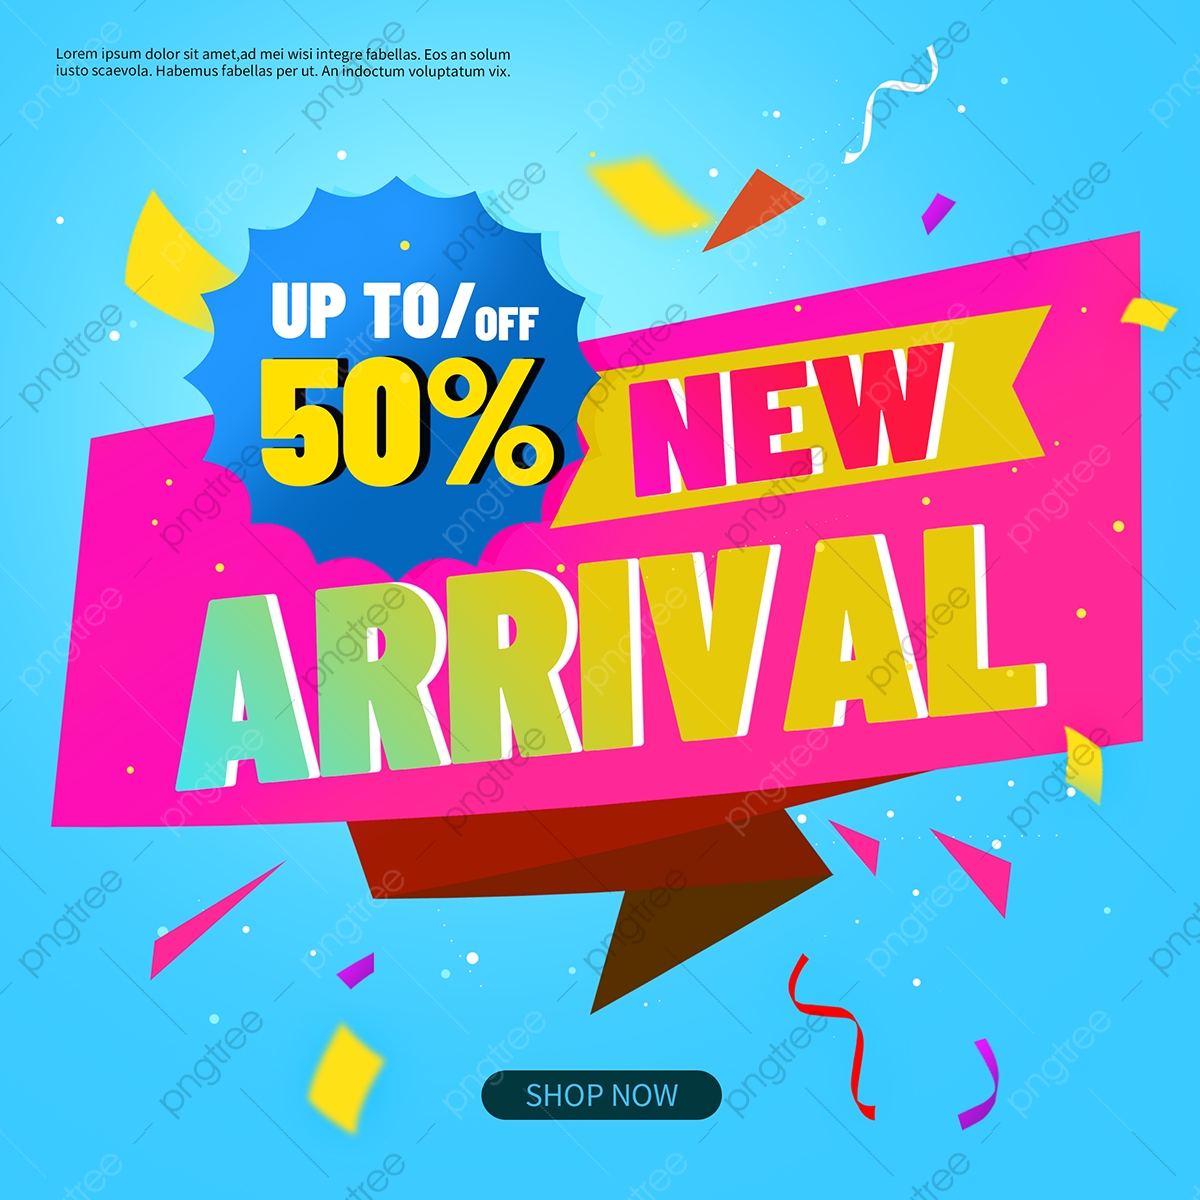 Lorem ipsum dolor sit amet,ad mei wisi integre fabellas. Eos an solum
iusto scaevola. Habemus fabellas per ut. An indoctum voluptatum vix.
UP TO/OFF
50%
NEW
ARRIVAL
SHOP NOW
pngtree